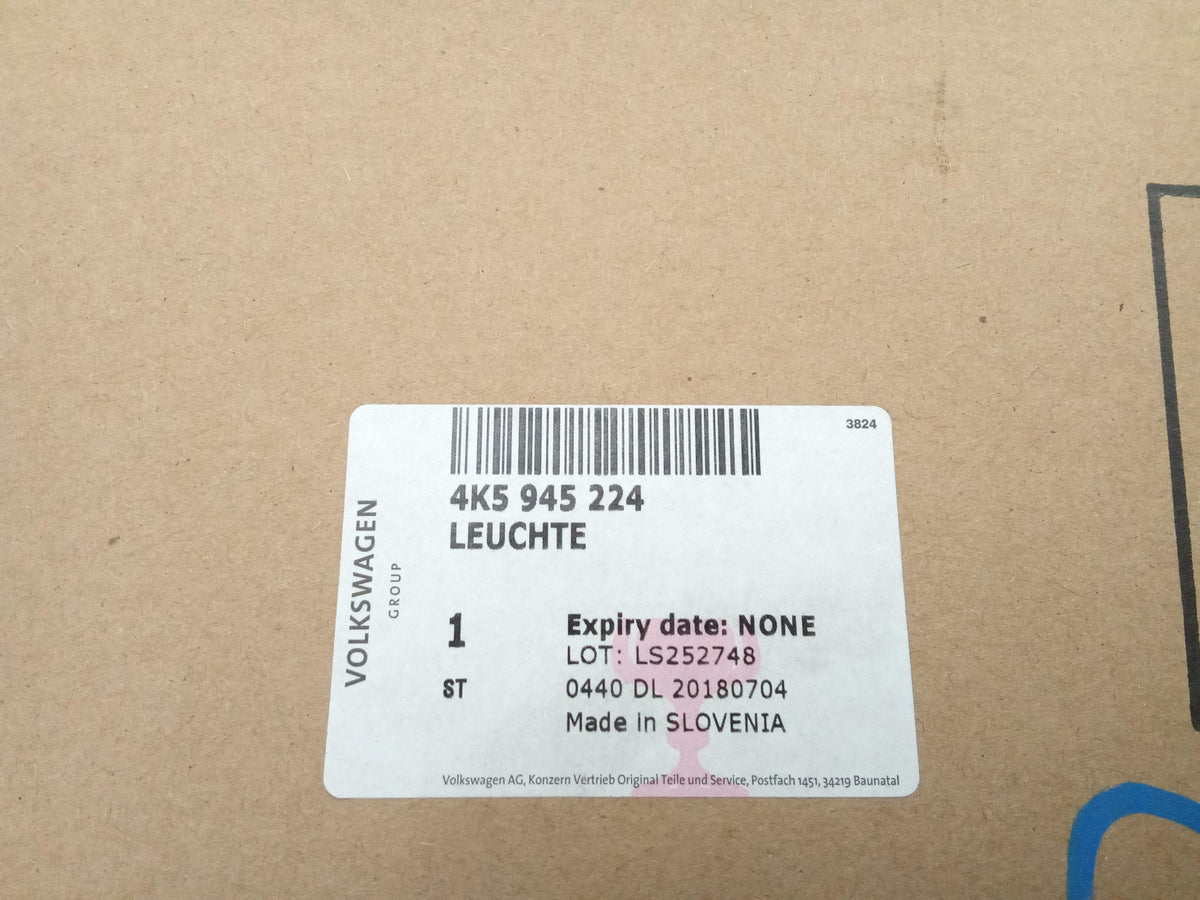 3824
4K5 945 224
LEUCHTE
VOLKSWAGEN
GROUP
1
ST
Expiry date: NONE
LOT: LS252748
0440 DL 20180704
Made in SLOVENIA
Volkswagen AG, Konzern Vertrieb Original Teile und Service, Postfach 1451, 34219 Baunatal